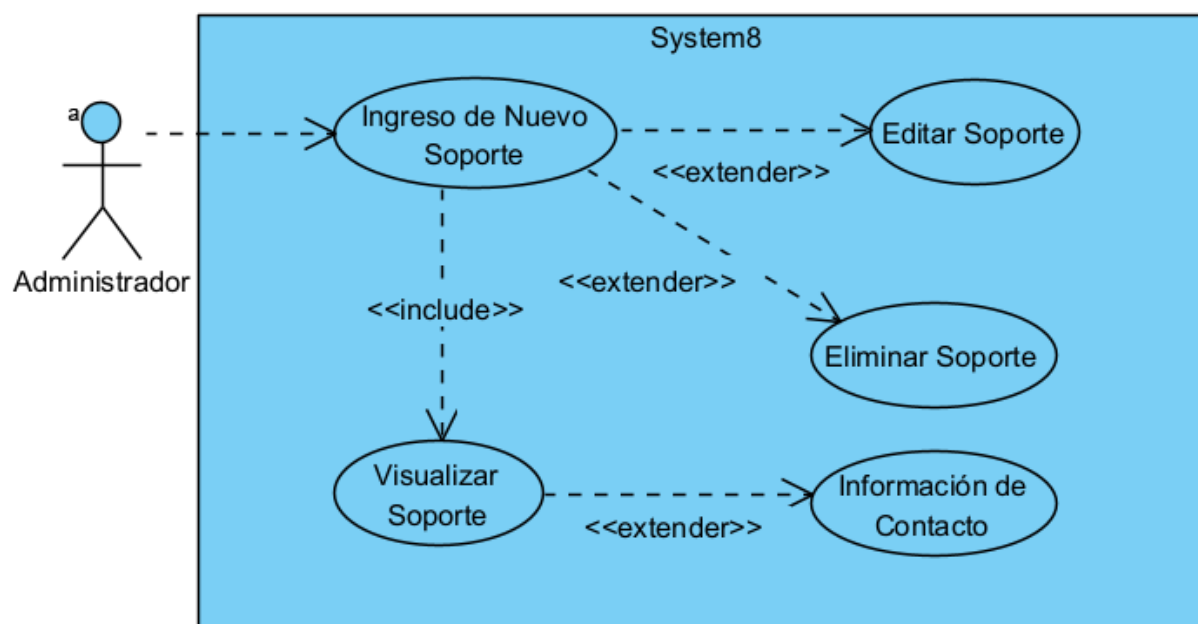 System8
a
Administrador
Ingreso de Nuevo
Soporte
Editar Soporte
<<extender>>
<<extender>>
<<include>>
Eliminar Soporte
Visualizar
Soporte
Información de
Contacto
<<extender>>